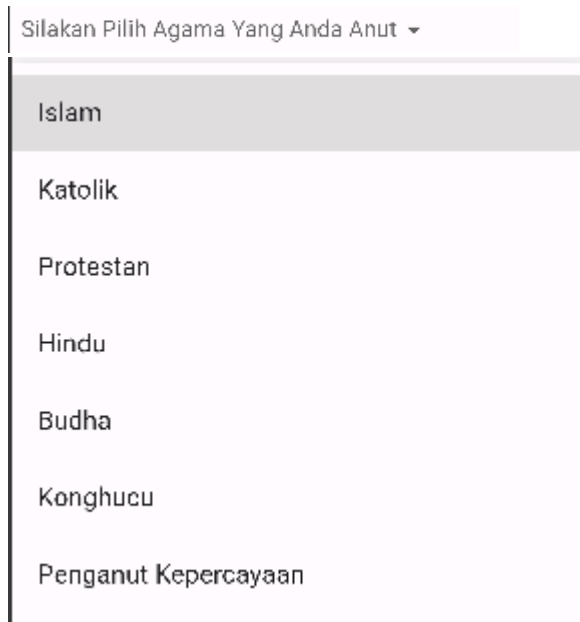 Silakan Pilih Agama Yang Anda Anut
Islam
Katolik
Protestan
Hindu
Budha
Konghucu
Penganut Kepercayaan